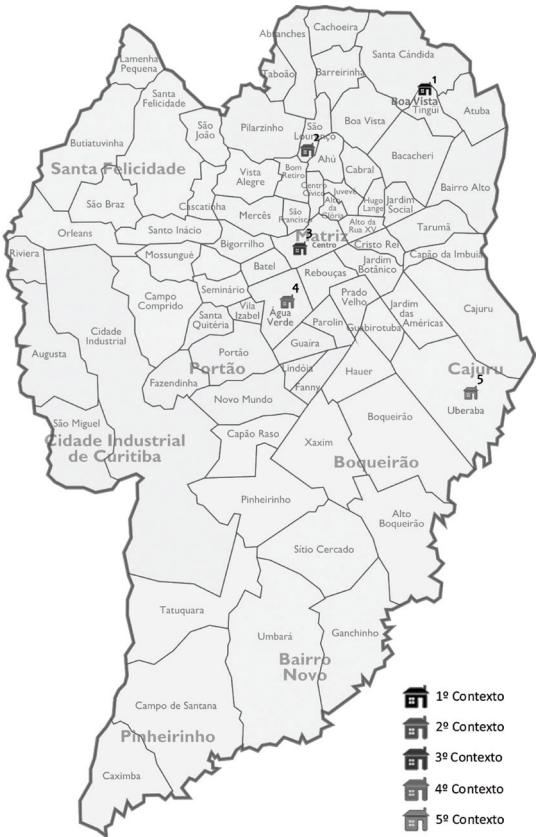 Abranches
Cachoeira
Santa Cândida
Lamenha
Pequena
Taboão
Barreirinha
1
Santa
Felicidade
Boa Vista
Tingui
Atuba
São
João
Pilarzinho
São
Lourenço
2
Boa Vista
Butiatuvinha
Ahú
Bacacheri
Santa Felicidade
Vista
Alegre
Bom
Retiro
Cabral
Bairro Alto
Centro
Cívico
Juvevê
Hugo
Lange
Jardim
Social
São Braz
Cascatinha
Mercês
São
Francisco
Alto
da
Glória
Alto da
Rua XV
Tarumã
Orleans
Santo Inácio
3
Matriz
Centro
Cristo Rei
Bigorrilho
Riviera
Mossunguê
Capão da Imbuia
Batel
Rebouças
Jardim
Botânico
Seminário
4
Campo
Comprido
Vila
Izabel
Água
Verde
Prado
Velho
Jardim
das
Américas
Cajuru
Santa
Quitéria
Parolin
Guabirotuba
Cidade
Industrial
Guaíra
Augusta
Portão
Portão
Lindóia
Hauer
Cajuru
Fazendinha
Fanny
5
Novo Mundo
Uberaba
São Miguel
Boqueirão
Cidade Industrial
de Curitiba
Capão Raso
Xaxim
Boqueirão
Pinheirinho
Alto
Boqueirão
Sítio Cercado
Tatuquara
Umbará
Ganchinho
Bairro
Novo
Campo de Santana
Pinheirinho
Caximba
1º Contexto
2º Contexto
3º Contexto
4º Contexto
5º Contexto